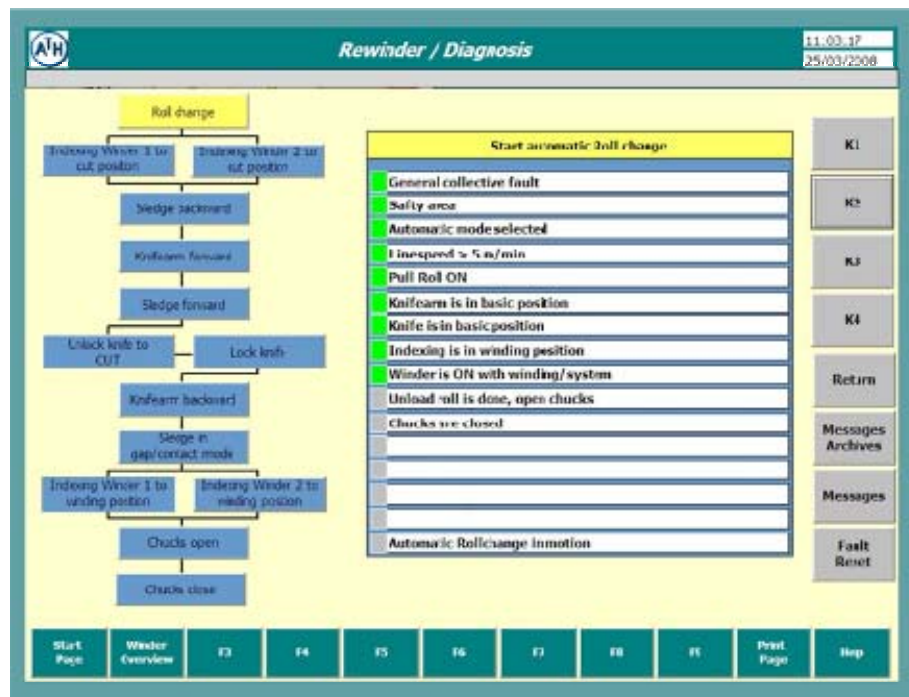 Rewinder / Diagnosis
11:03:17
25/03/2008
Roll change
Indexing Winder 1 to
cut position
Indexing Winder 2 to
cut position
Sledge backward
Knifearm forward
Sledge forward
Unlock knife to
CUT
Lock knife
Knifearm backward
Sledge in
gap/contact mode
Indexing Winder 1 to
winding position
Indexing Winder 2 to
winding position
Chucks open
Chucks close
Start automatic Roll change
General collective fault
Safty area
Automatic mode selected
Linespeed > 5 m/min
Pull Roll ON
Knifearm is in basic position
Knife is in basic position
Indexing is in winding position
Winder is ON with winding/system
Unload roll is done, open chucks
Chucks are closed
Automatic Rollchange inmotion
K1
K2
K3
K4
Return
Messages
Archives
Messages
Fault
Reset
Start
Page
Winder
Overview
F3
F4
F5
F6
F7
F8
F9
Print
Page
Help